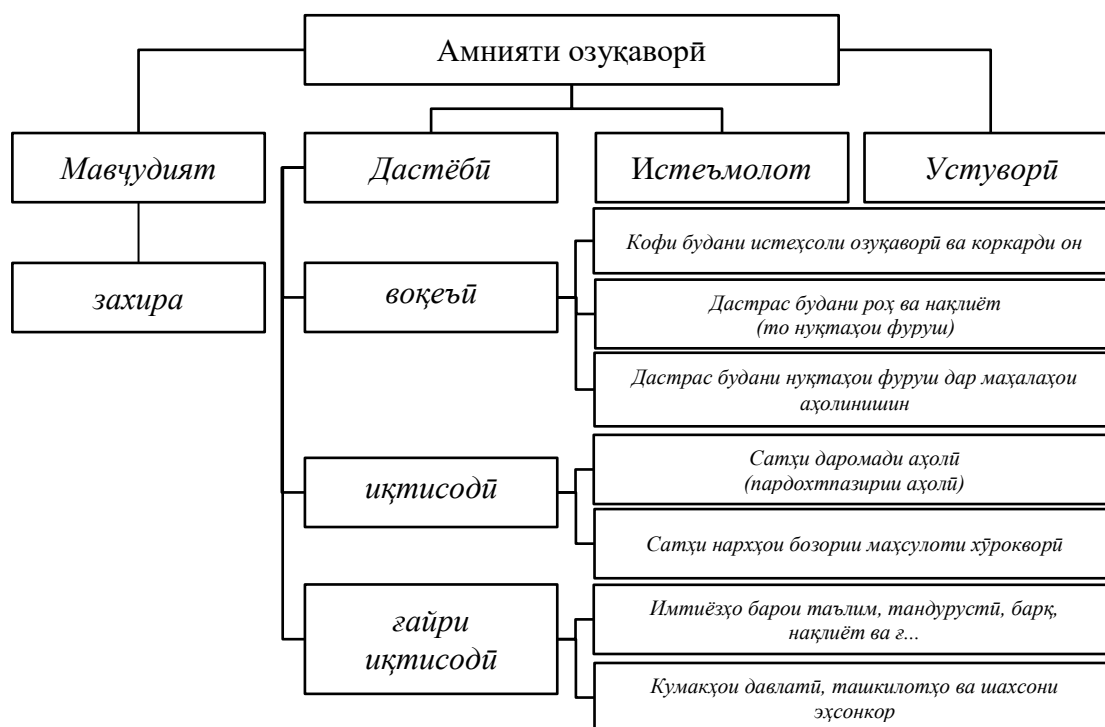 Амнияти озуқаворӣ
Мавҷудият
Дастёбӣ
Истеъмолот
Устуворӣ
захира
воқеъӣ
Кофи будани истеҳсоли озуқаворӣ ва коркарди он
Дастрас будани роҳ ва нақлиёт
(то нуқтаҳои фуруш)
Дастрас будани нуқтаҳои фуруш дар маҳалаҳои
аҳолинишин
иқтисодӣ
Сатҳи даромади аҳолӣ
(пардохтпазирии аҳолӣ)
Сатҳи нархҳои бозории маҳсулоти хӯрокворӣ
ғайри
иқтисодӣ
Имтиёзҳо барои таълим, тандурустӣ, барқ,
нақлиёт ва ғ...
Кумакҳои давлатӣ, ташкилотҳо ва шахсони
эҳсонкор